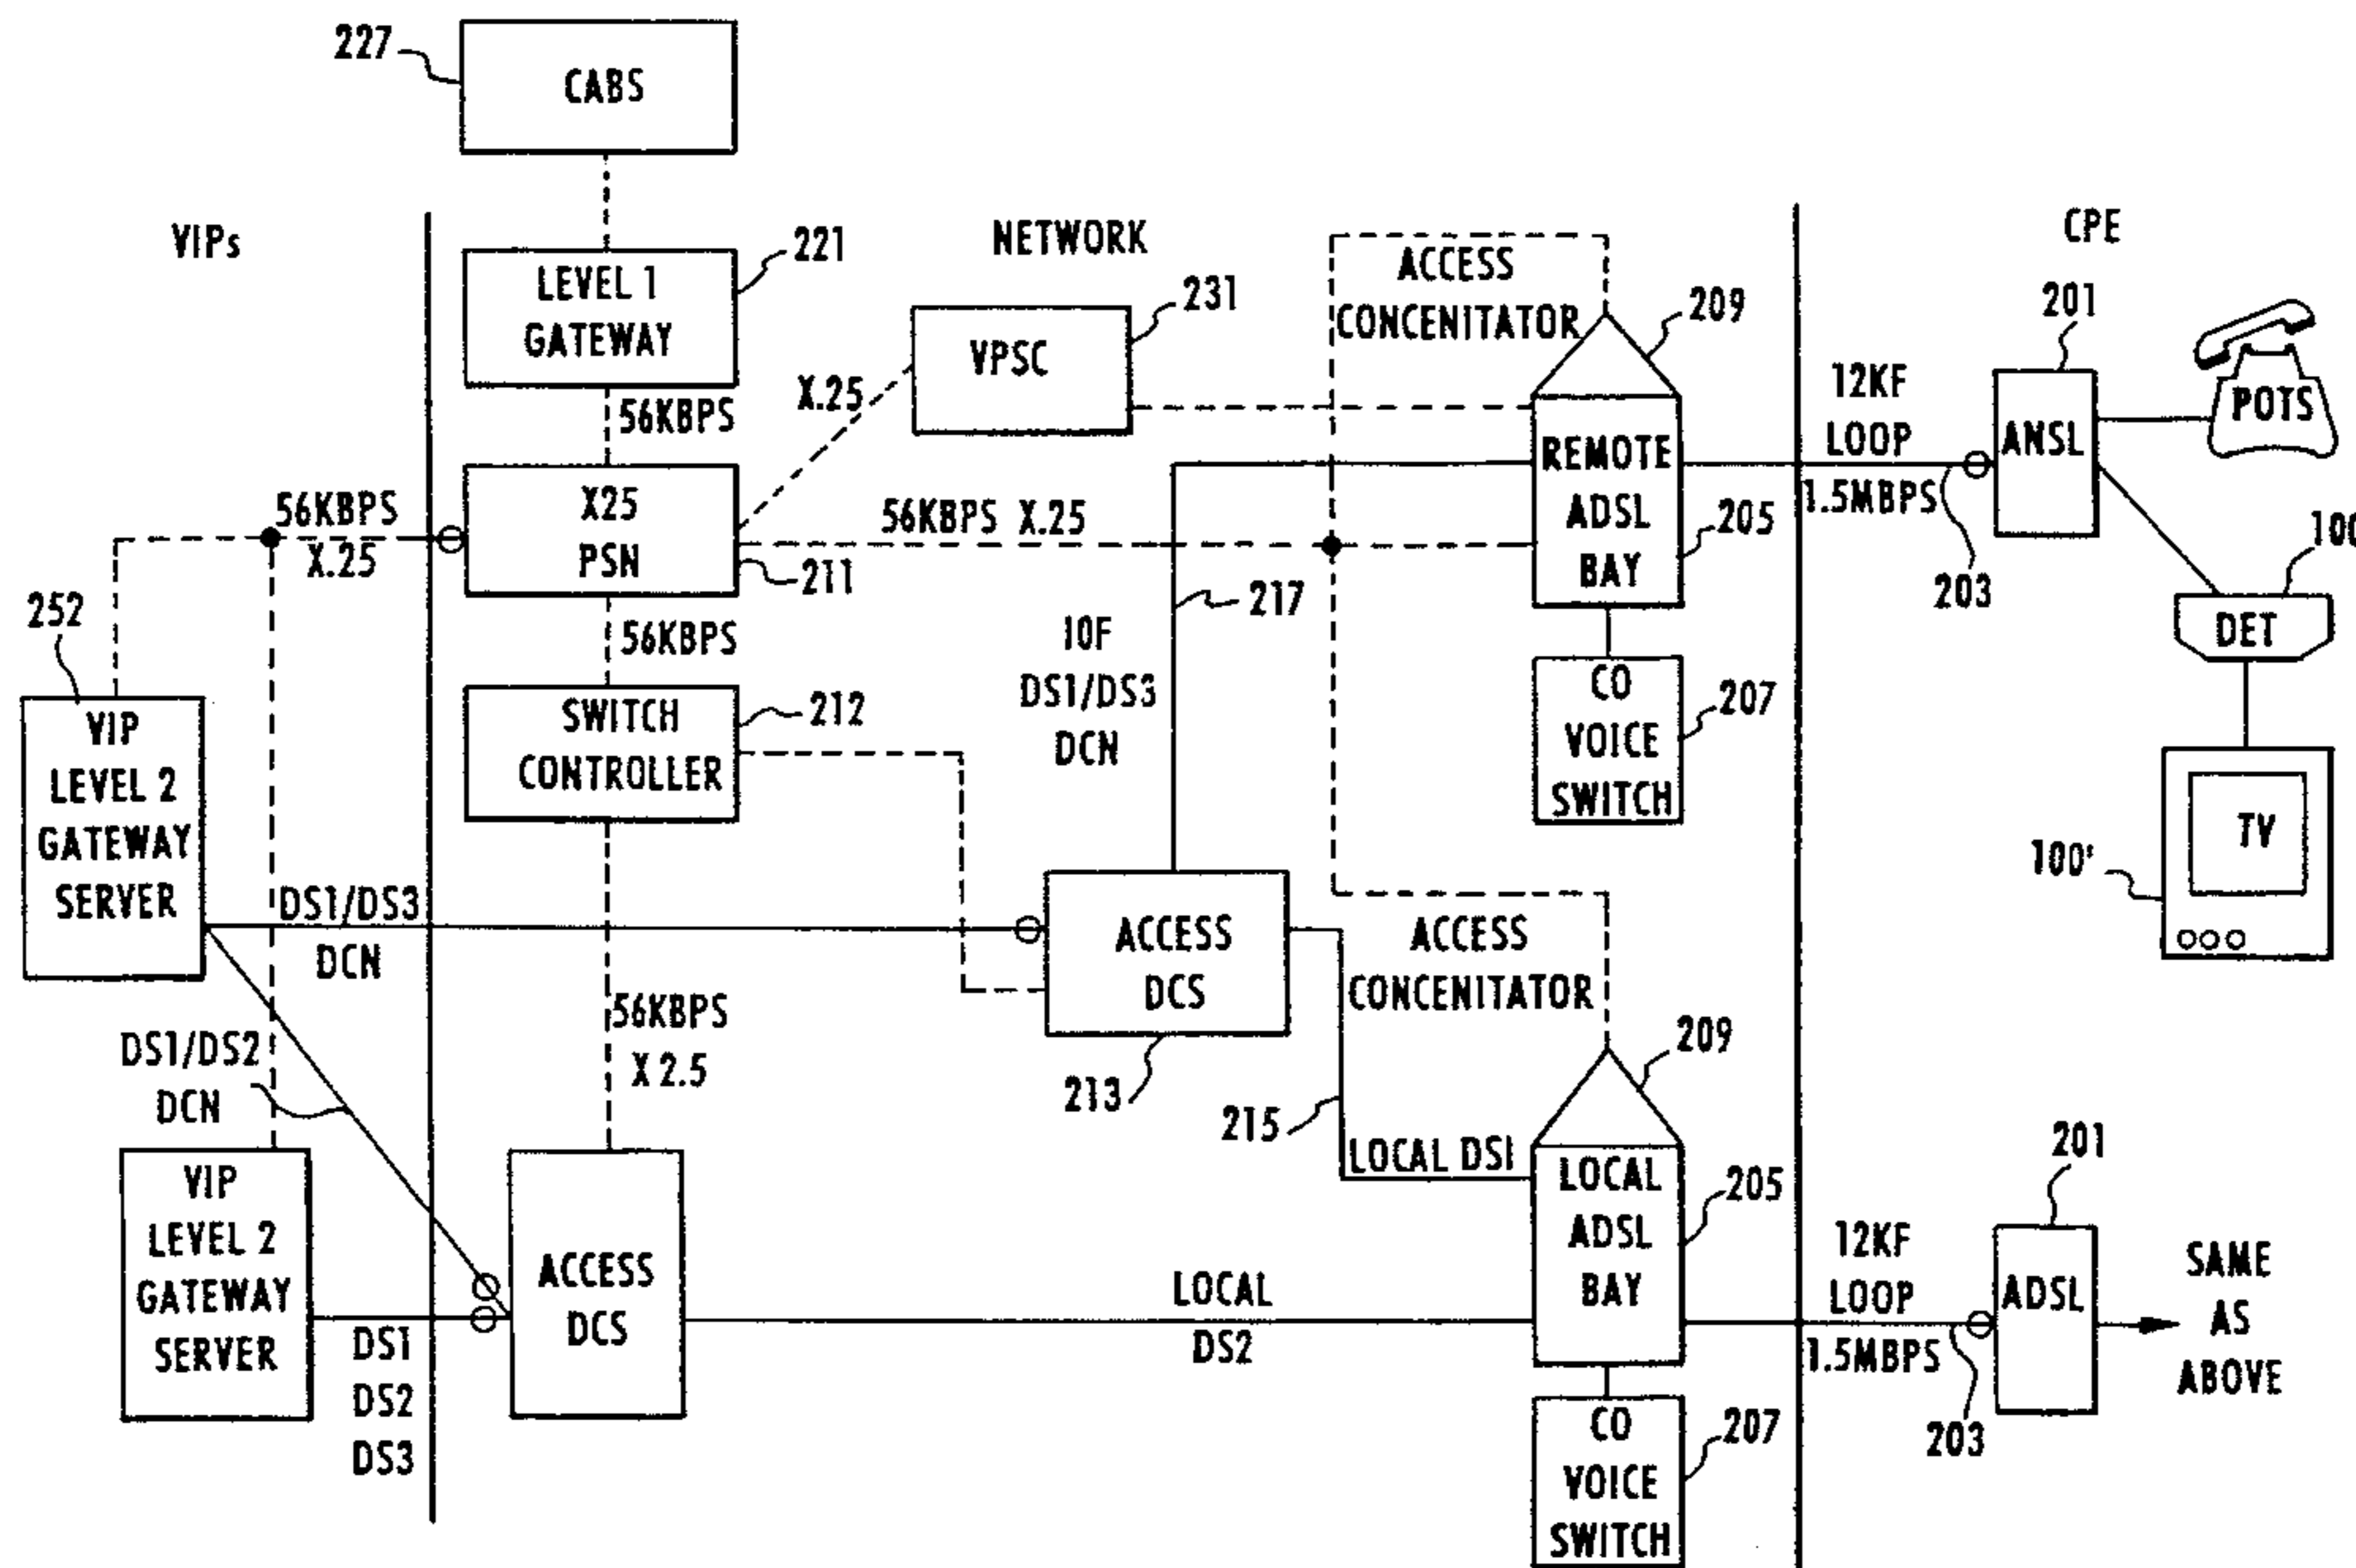 227
CABS
VIPs
LEVEL 1
GATEWAY
221
NETWORK
CPE
56KBPS
X.25
VPSC
231
ACCESS
CONCENITATOR
209
201
12KF
LOOP
1.5MBPS
ANSL
POTS
203
56KBPS
X.25
X25
PSN
211
56KBPS X.25
REMOTE
ADSL
BAY
205
100
DET
252
56KBPS
217
10F
DS1/DS3
DCN
CO
VOICE
SWITCH
207
VIP
LEVEL 2
GATEWAY
SERVER
SWITCH
CONTROLLER
212
TV
100'
DS1/DS3
DCN
ACCESS
DCS
213
ACCESS
CONCENITATOR
209
56KBPS
X 2.5
DS1/DS2
DCN
215
LOCAL DS1
LOCAL
ADSL
BAY
205
201
VIP
LEVEL 2
GATEWAY
SERVER
DS1
DS2
DS3
ACCESS
DCS
LOCAL
DS2
12KF
LOOP
1.5MBPS
ADSL
203
SAME
AS
ABOVE
CO
VOICE
SWITCH
207